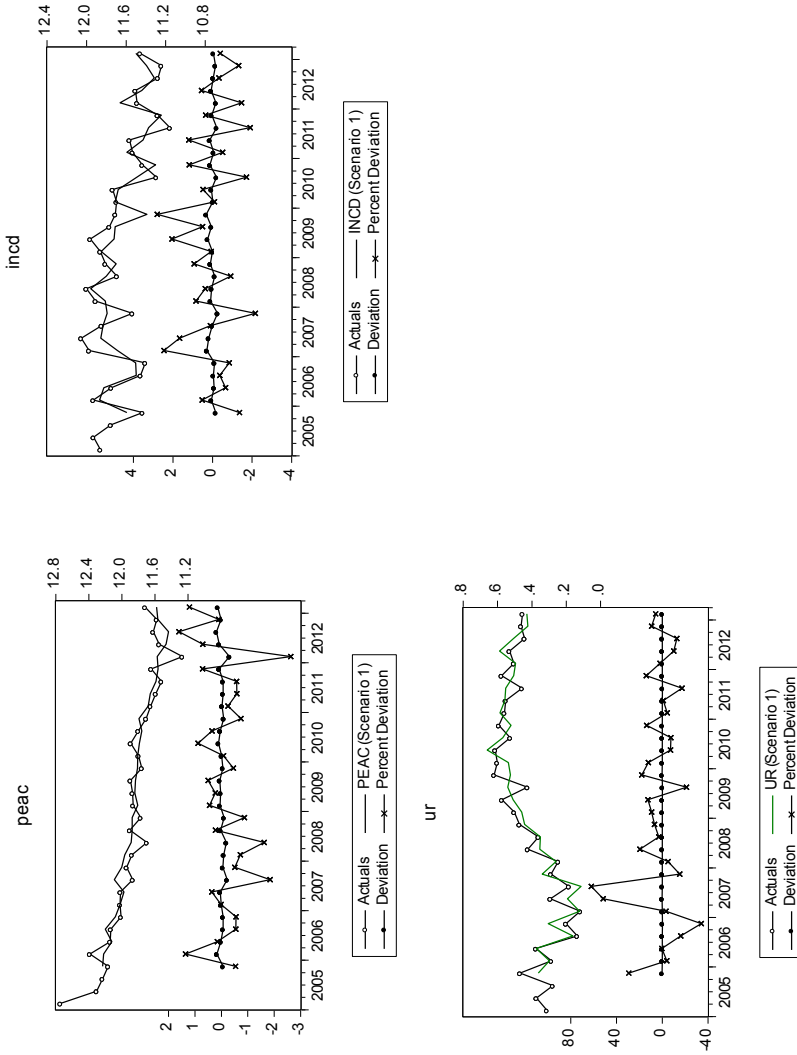 peac
12.8
12.4
12.0
11.6
11.2
2
1
0
-1
-2
-3
2005 2006 2007 2008 2009 2010 2011 2012
Actuals PEAC (Scenario 1)
Deviation Percent Deviation
incd
12.4
12.0
11.6
11.2
10.8
4
2
0
-2
-4
2005 2006 2007 2008 2009 2010 2011 2012
Actuals INCD (Scenario 1)
Deviation Percent Deviation
ur
.8
.6
.4
.2
.0
80
40
0
-40
2005 2006 2007 2008 2009 2010 2011 2012
Actuals UR (Scenario 1)
Deviation Percent Deviation